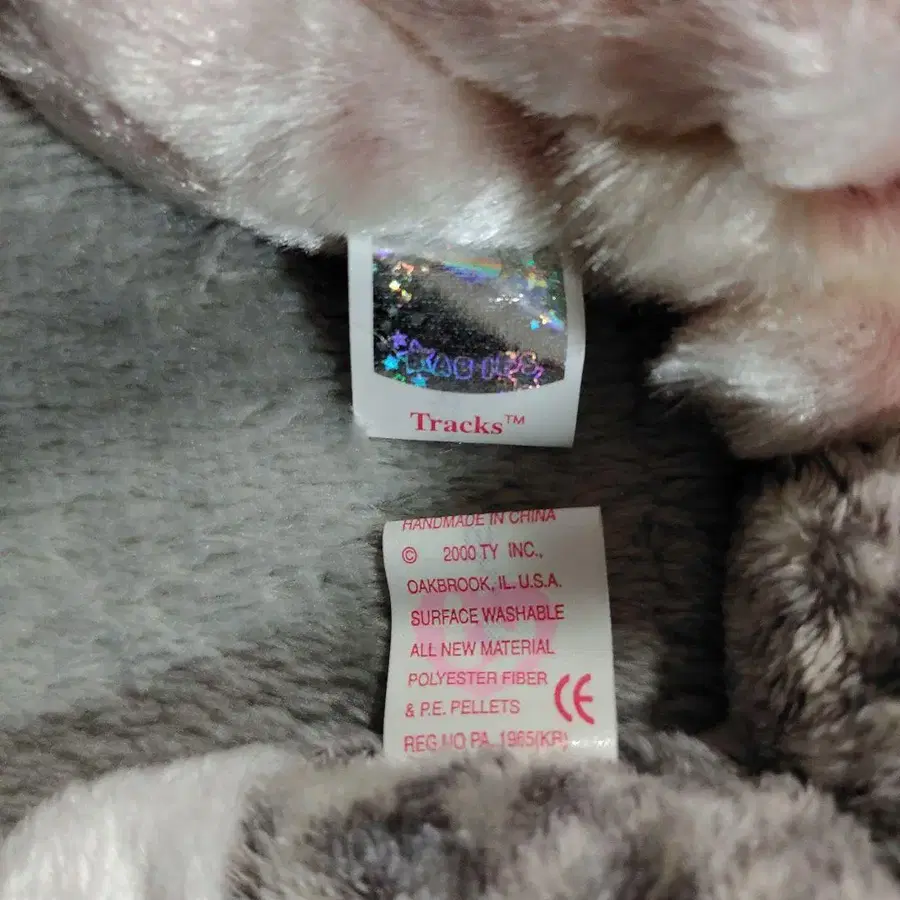 Tracks™
HANDMADE IN CHINA
© 2000 TY INC.,
OAKBROOK, IL. U.S.A.
SURFACE WASHABLE
ALL NEW MATERIAL
POLYESTER FIBER
& P.E. PELLETS
CE
REG.NO PA. 1965(KR)